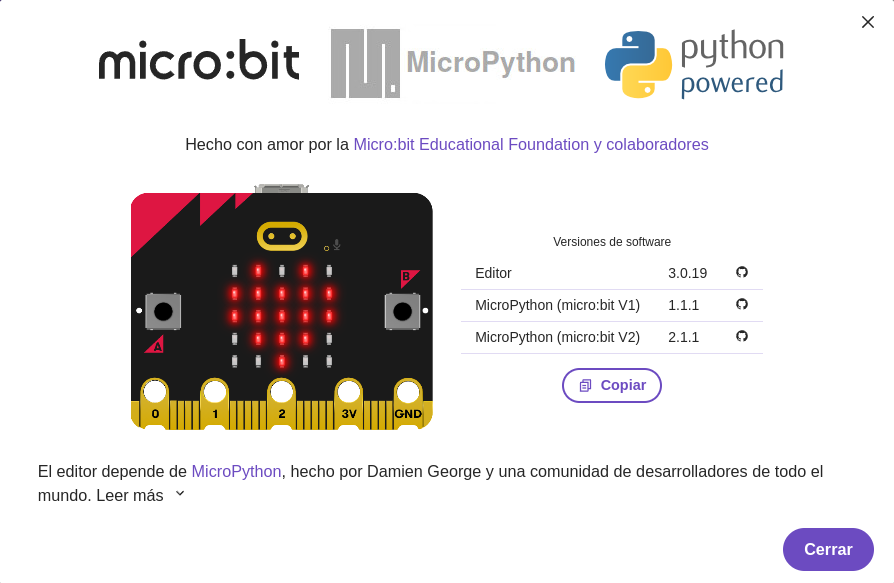 micro:bit
MicroPython
python
powered
Hecho con amor por la Micro:bit Educational Foundation y colaboradores
B
A
0 1 2 3V GND
Versiones de software
Editor 3.0.19
MicroPython (micro:bit V1) 1.1.1
MicroPython (micro:bit V2) 2.1.1
Copiar
El editor depende de MicroPython, hecho por Damien George y una comunidad de desarrolladores de todo el
mundo. Leer más
Cerrar